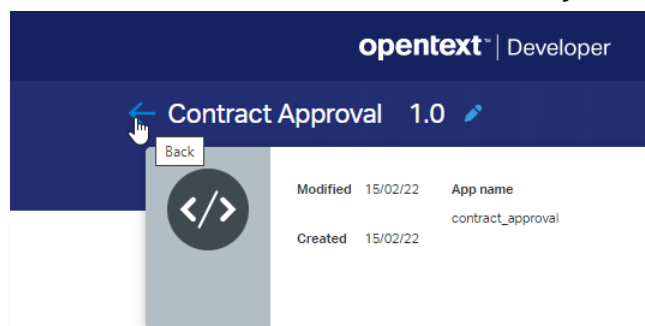 opentext™ | Developer
Contract Approval 1.0
Back
Modified 15/02/22 App name
contract_approval
Created 15/02/22